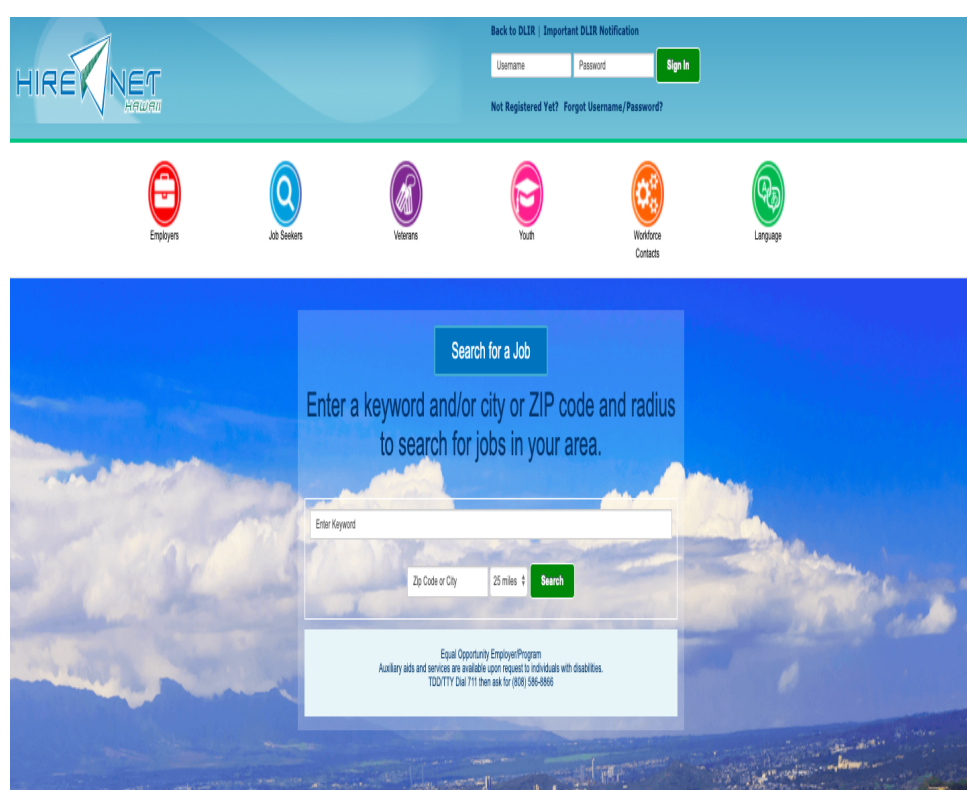 Back to DLIR | Important DLIR Notification
HIRE NET
HAWAII
Username
Password
Sign In
Not Registered Yet? Forgot Username/Password?
Employers
Job Seekers
Veterans
Youth
Workforce
Contacts
Language
Search for a Job
Enter a keyword and/or city or ZIP code and radius
to search for jobs in your area.
Enter Keyword
Zip Code or City
25 miles
Search
Equal Opportunity Employer/Program
Auxiliary aids and services are available upon request to individuals with disabilities.
TDD/TTY Dial 711 then ask for (808) 586-8866